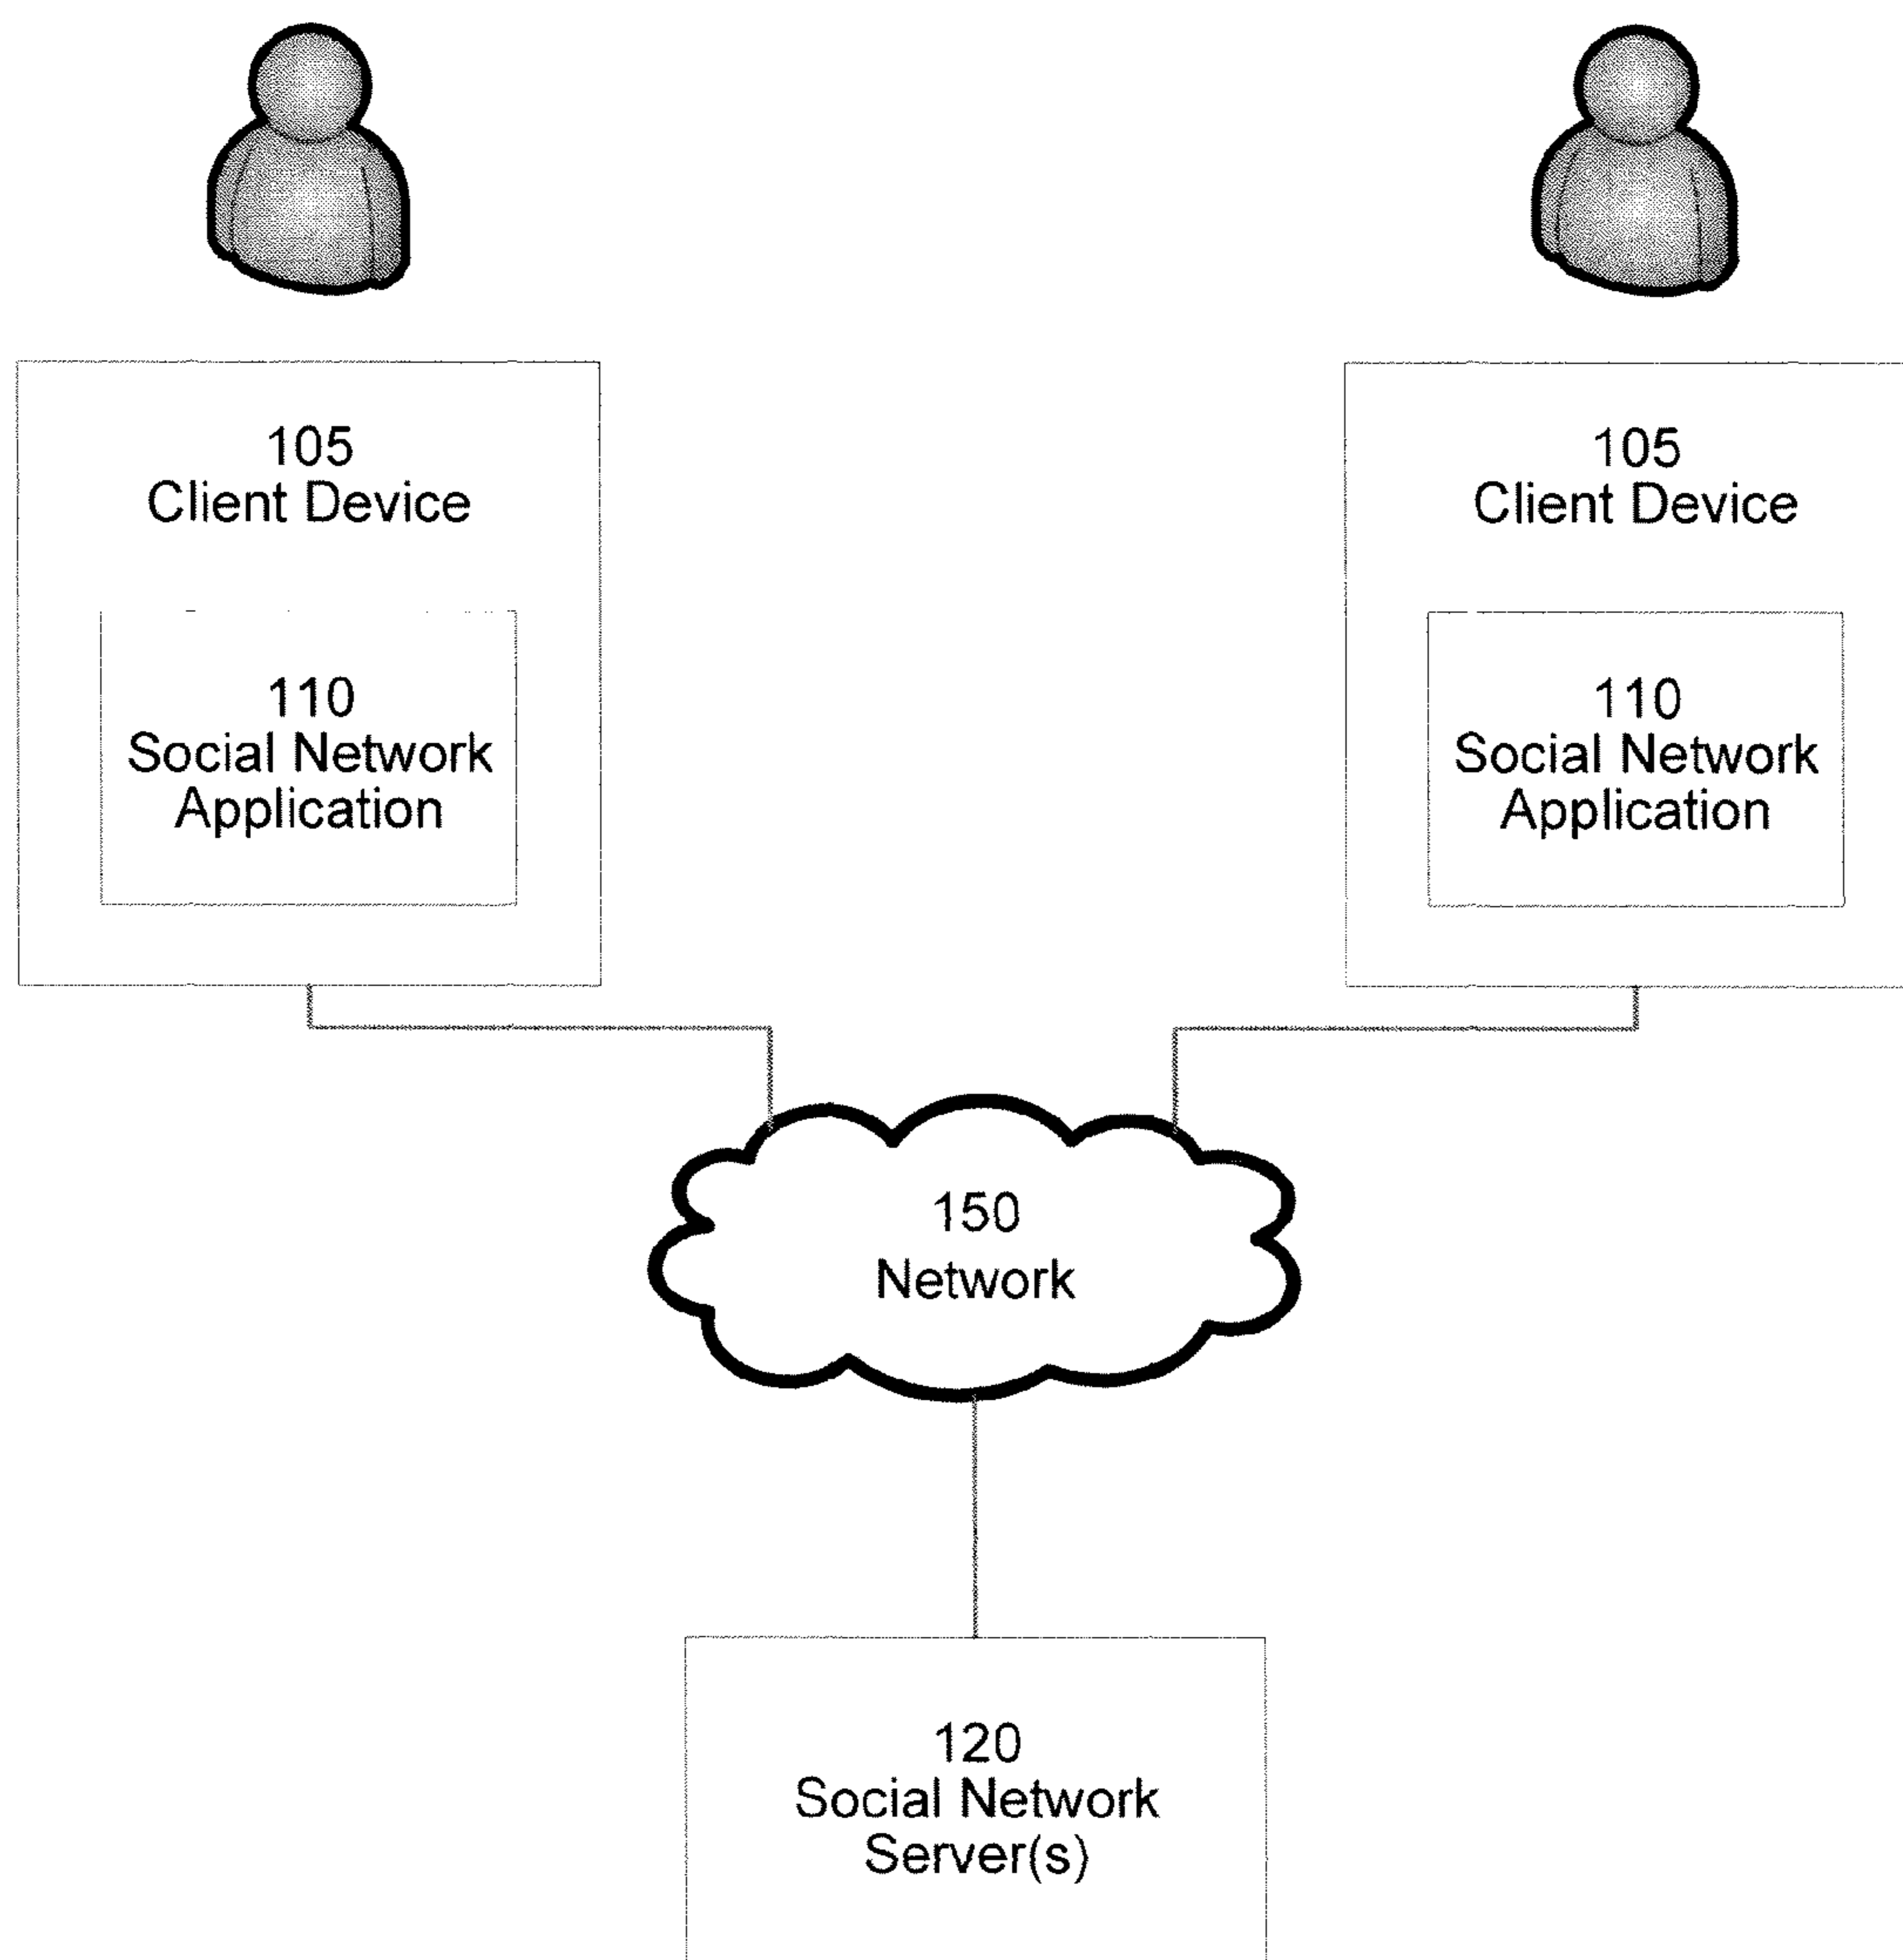 105
Client Device
110
Social Network
Application
105
Client Device
110
Social Network
Application
150
Network
120
Social Network
Server(s)